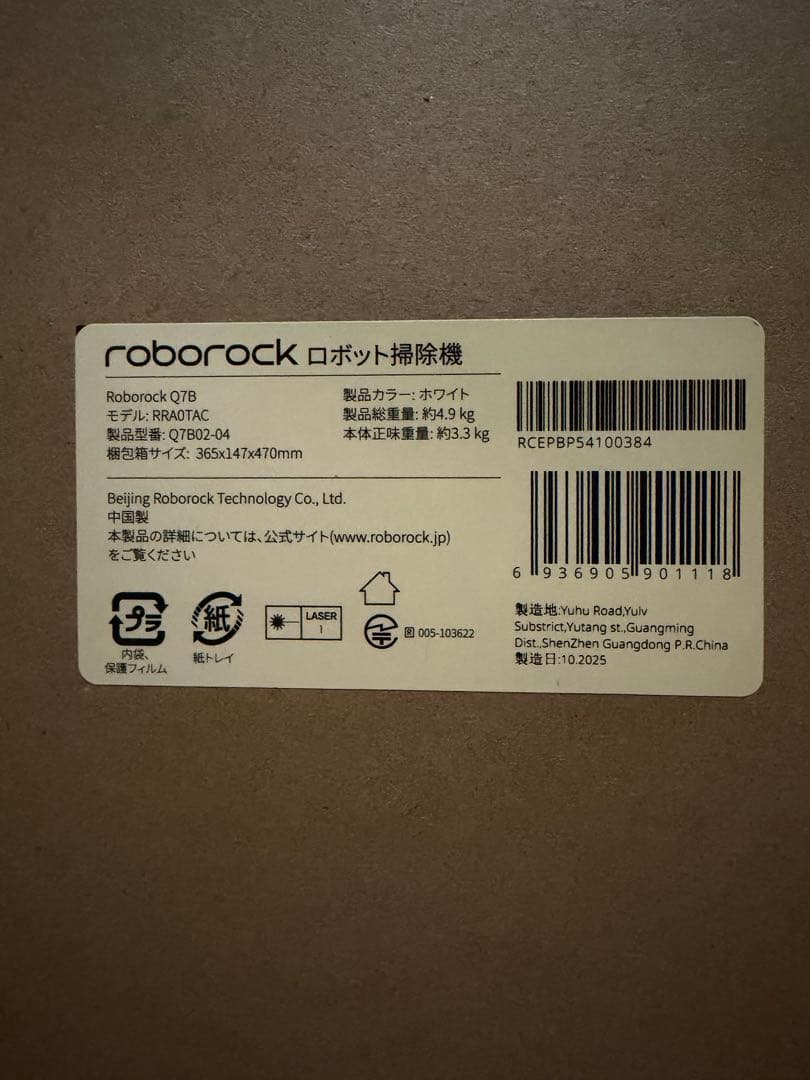 roborock ロボット掃除機
Roborock Q7B
モデル: RRA0TAC
製品型番: Q7B02-04
梱包箱サイズ: 365x147x470mm
製品カラー: ホワイト
製品総重量: 約4.9 kg
本体正味重量: 約3.3 kg
RCEPBP54100384
Beijing Roborock Technology Co., Ltd.
中国製
本製品の詳細については、公式サイト(www.roborock.jp)
をご覧ください
6 936905 901118
プラ
内袋、
保護フィルム
紙
紙トレイ
LASER
1
R 005-103622
製造地:Yuhu Road,Yulv
Substrict,Yutang st.,Guangming
Dist.,ShenZhen Guangdong P.R.China
製造日:10.2025